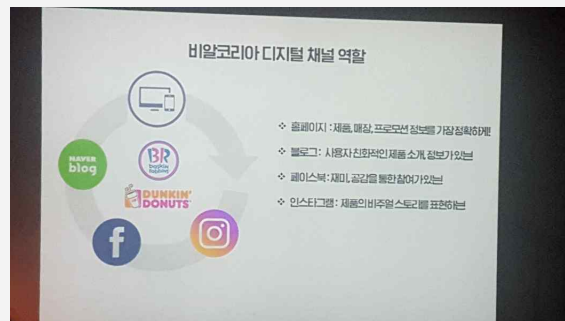 비알코리아 디지털 채널 역할
❖ 홈페이지 : 제품, 매장, 프로모션 정보를 가장 정확하게!
NAVER
blog
BR
baskin
robbins
❖ 블로그 : 사용자 친화적인 제품 소개, 정보가 있는
❖ 페이스북 : 재미, 공감을 통한 참여가 있는
DUNKIN'
DONUTS
❖ 인스타그램 : 제품의 비주얼 스토리를 표현하는
f